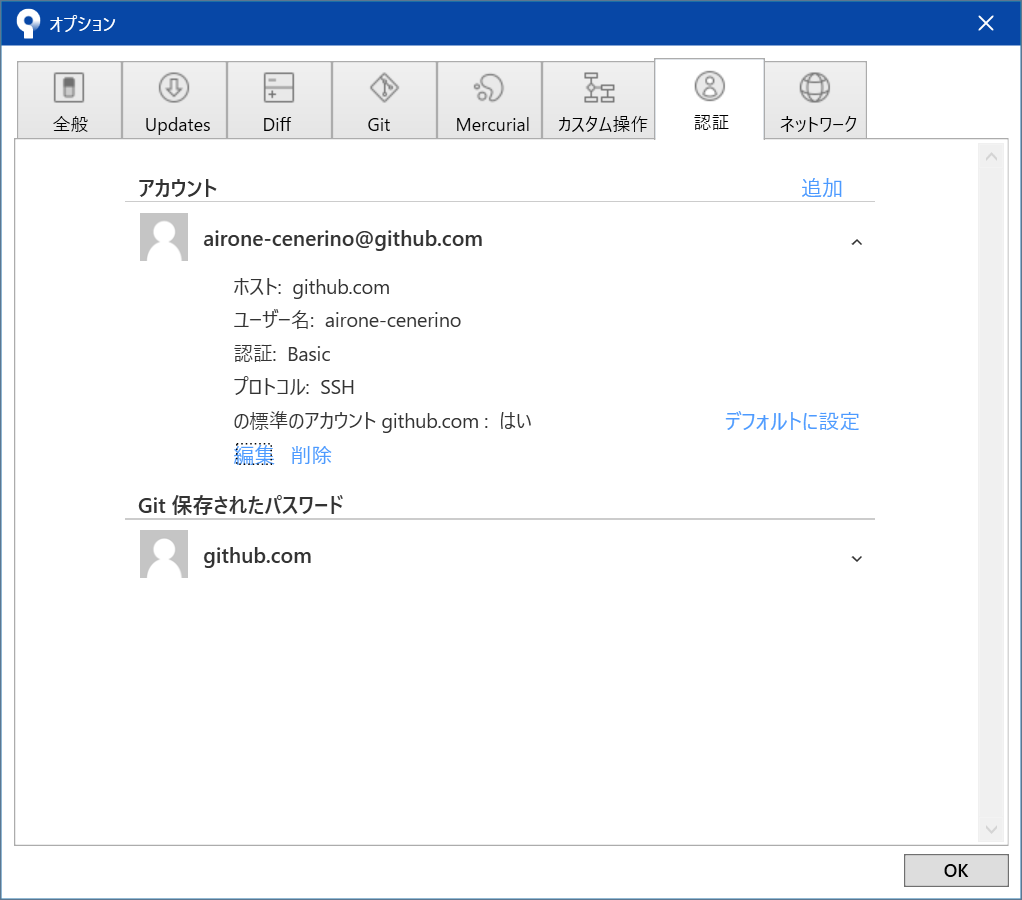 オプション
全般 Updates Diff Git Mercurial カスタム操作 認証 ネットワーク
アカウント 追加
airone-cenerino@github.com
ホスト: github.com
ユーザー名: airone-cenerino
認証: Basic
プロトコル: SSH
の標準のアカウント github.com : はい デフォルトに設定
編集 削除
Git 保存されたパスワード
github.com
OK